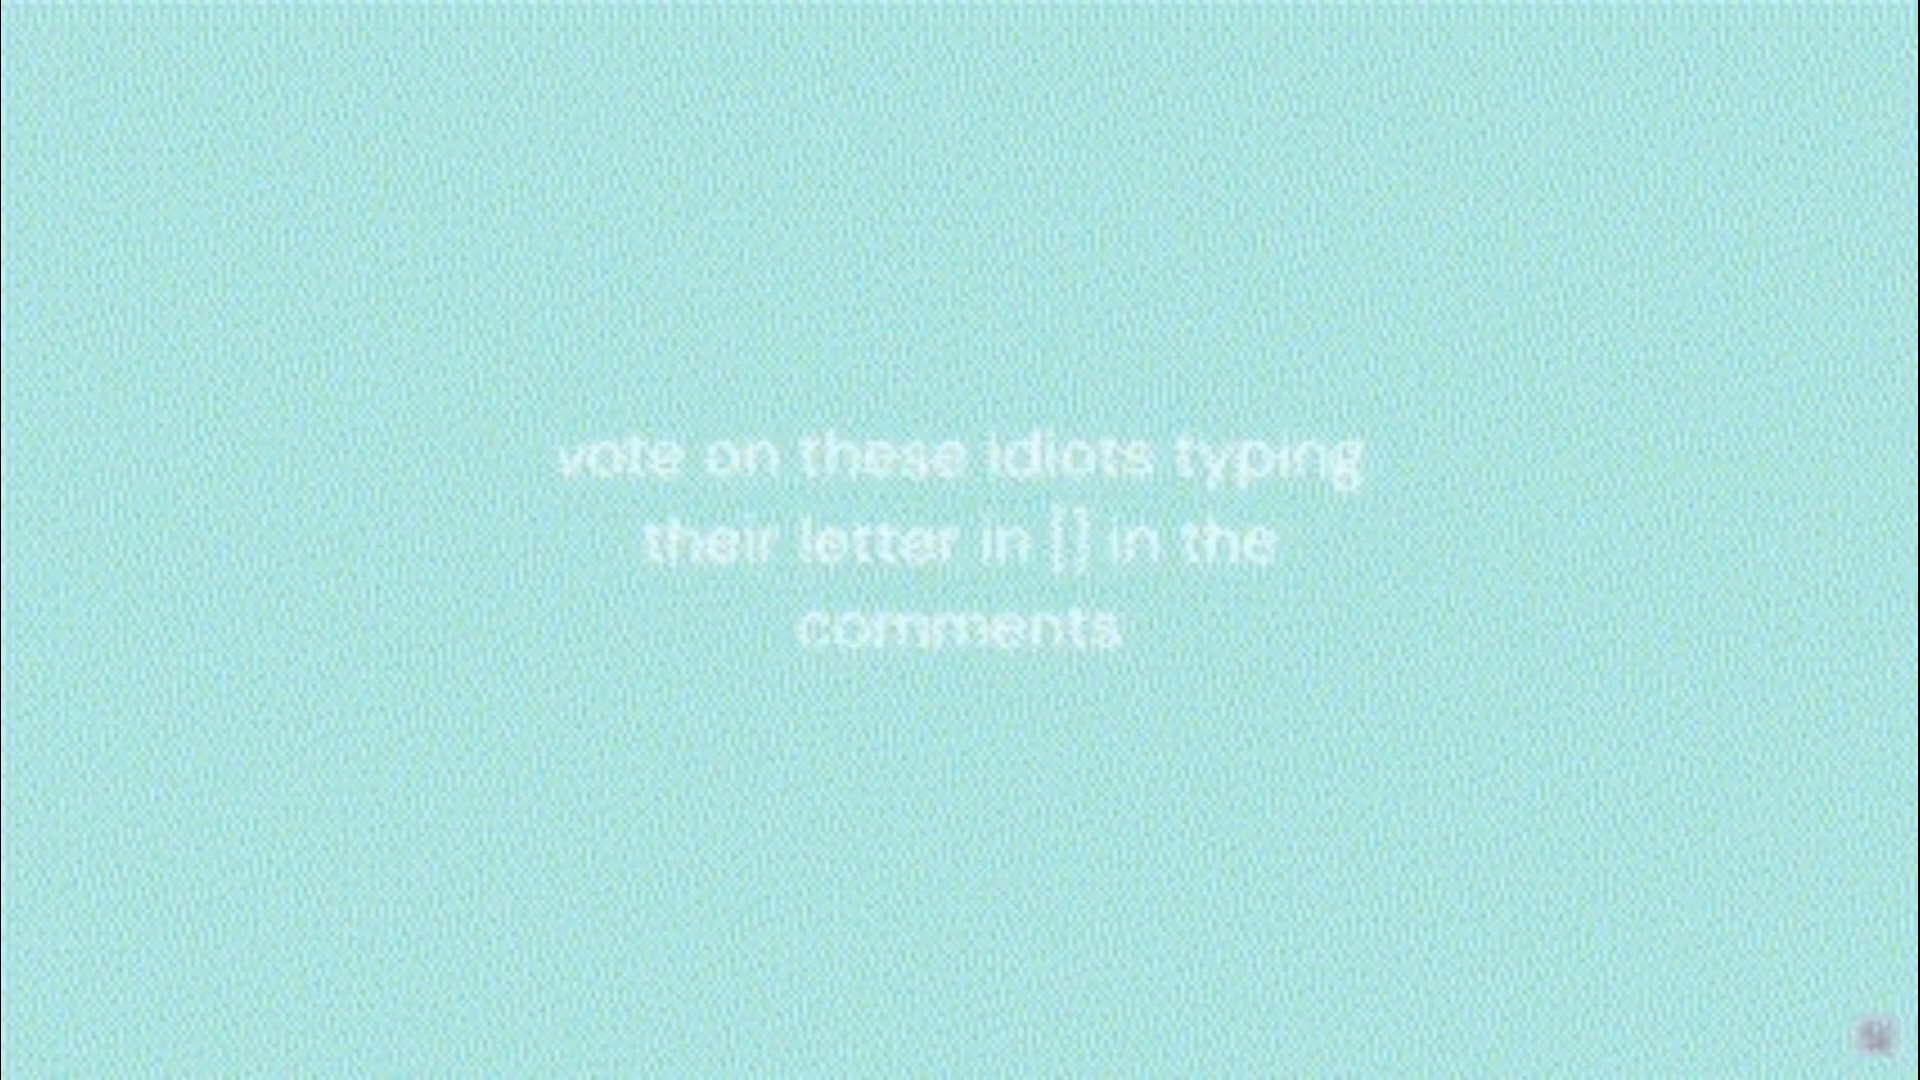 vote on these idiots typing
their letter in [] in the
comments